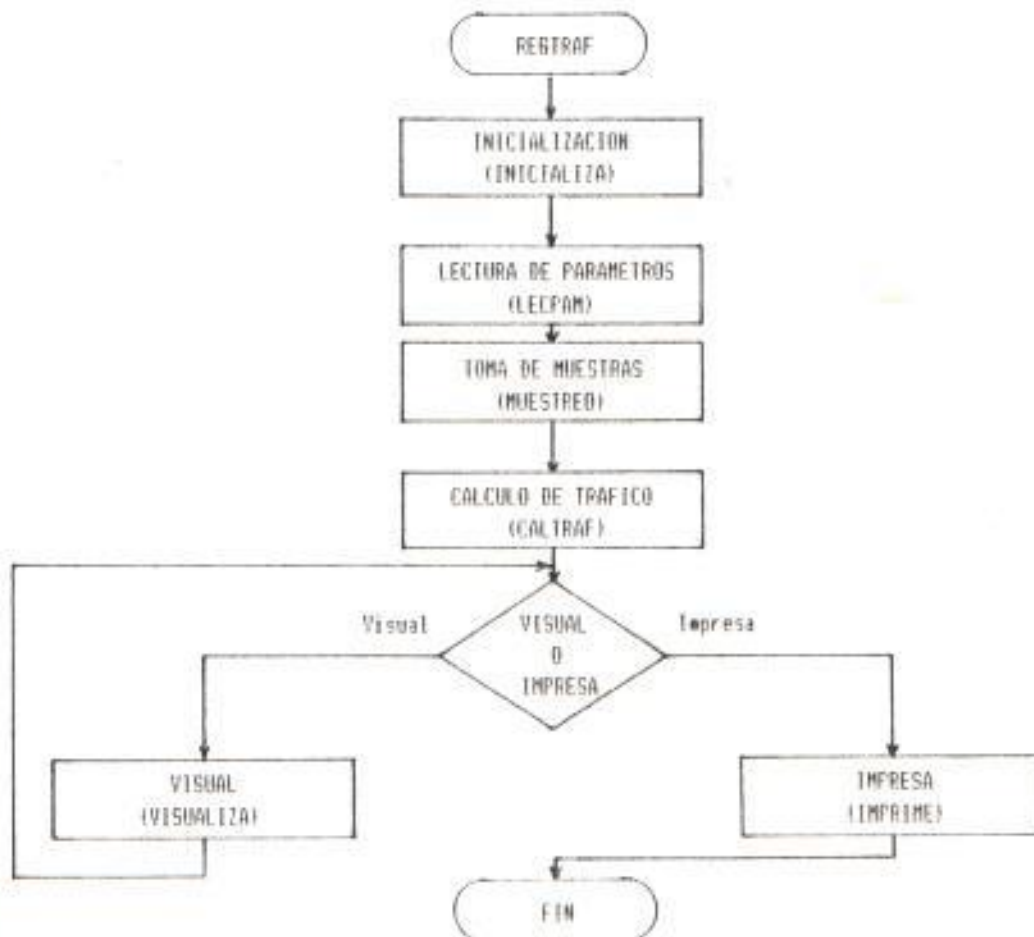 REGTRAF
INICIALIZACION
(INICIALIZA)
LECTURA DE PARAMETROS
(LECPAM)
TOMA DE MUESTRAS
(MUESTREO)
CALCULO DE TRAFICO
(CALTRAF)
Visual
VISUAL
O
IMPRESA
Impresa
VISUAL
(VISUALIZA)
IMPRESA
(IMPRIME)
FIN